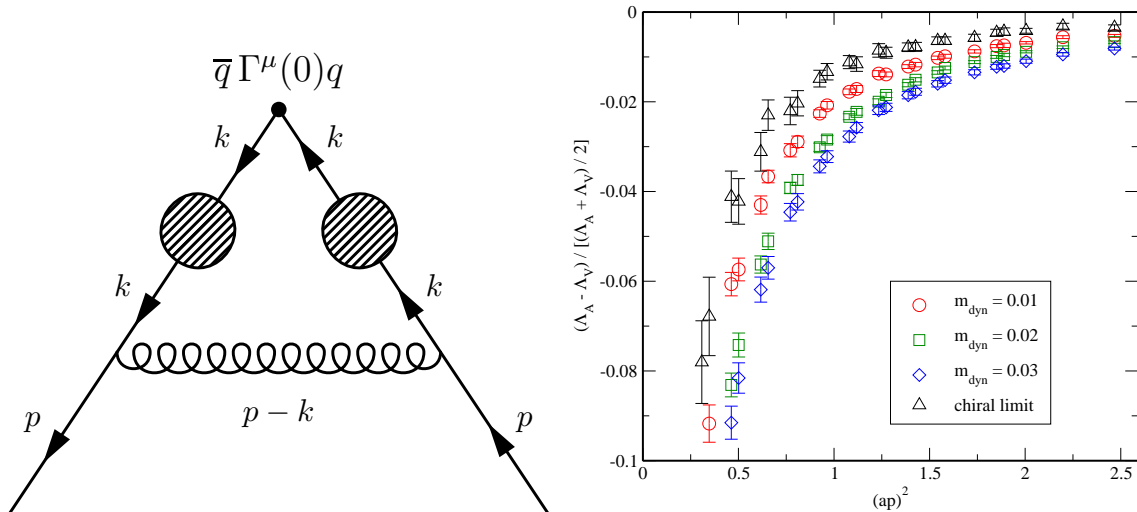 q̅ Γ^μ(0)q
k
k
k
k
p − k
p
p
0
-0.02
-0.04
-0.06
-0.08
-0.1
(Λ_A - Λ_V) / [(Λ_A + Λ_V) / 2]
m_dyn = 0.01
m_dyn = 0.02
m_dyn = 0.03
chiral limit
0
0.5
1
1.5
2
2.5
(ap)^2